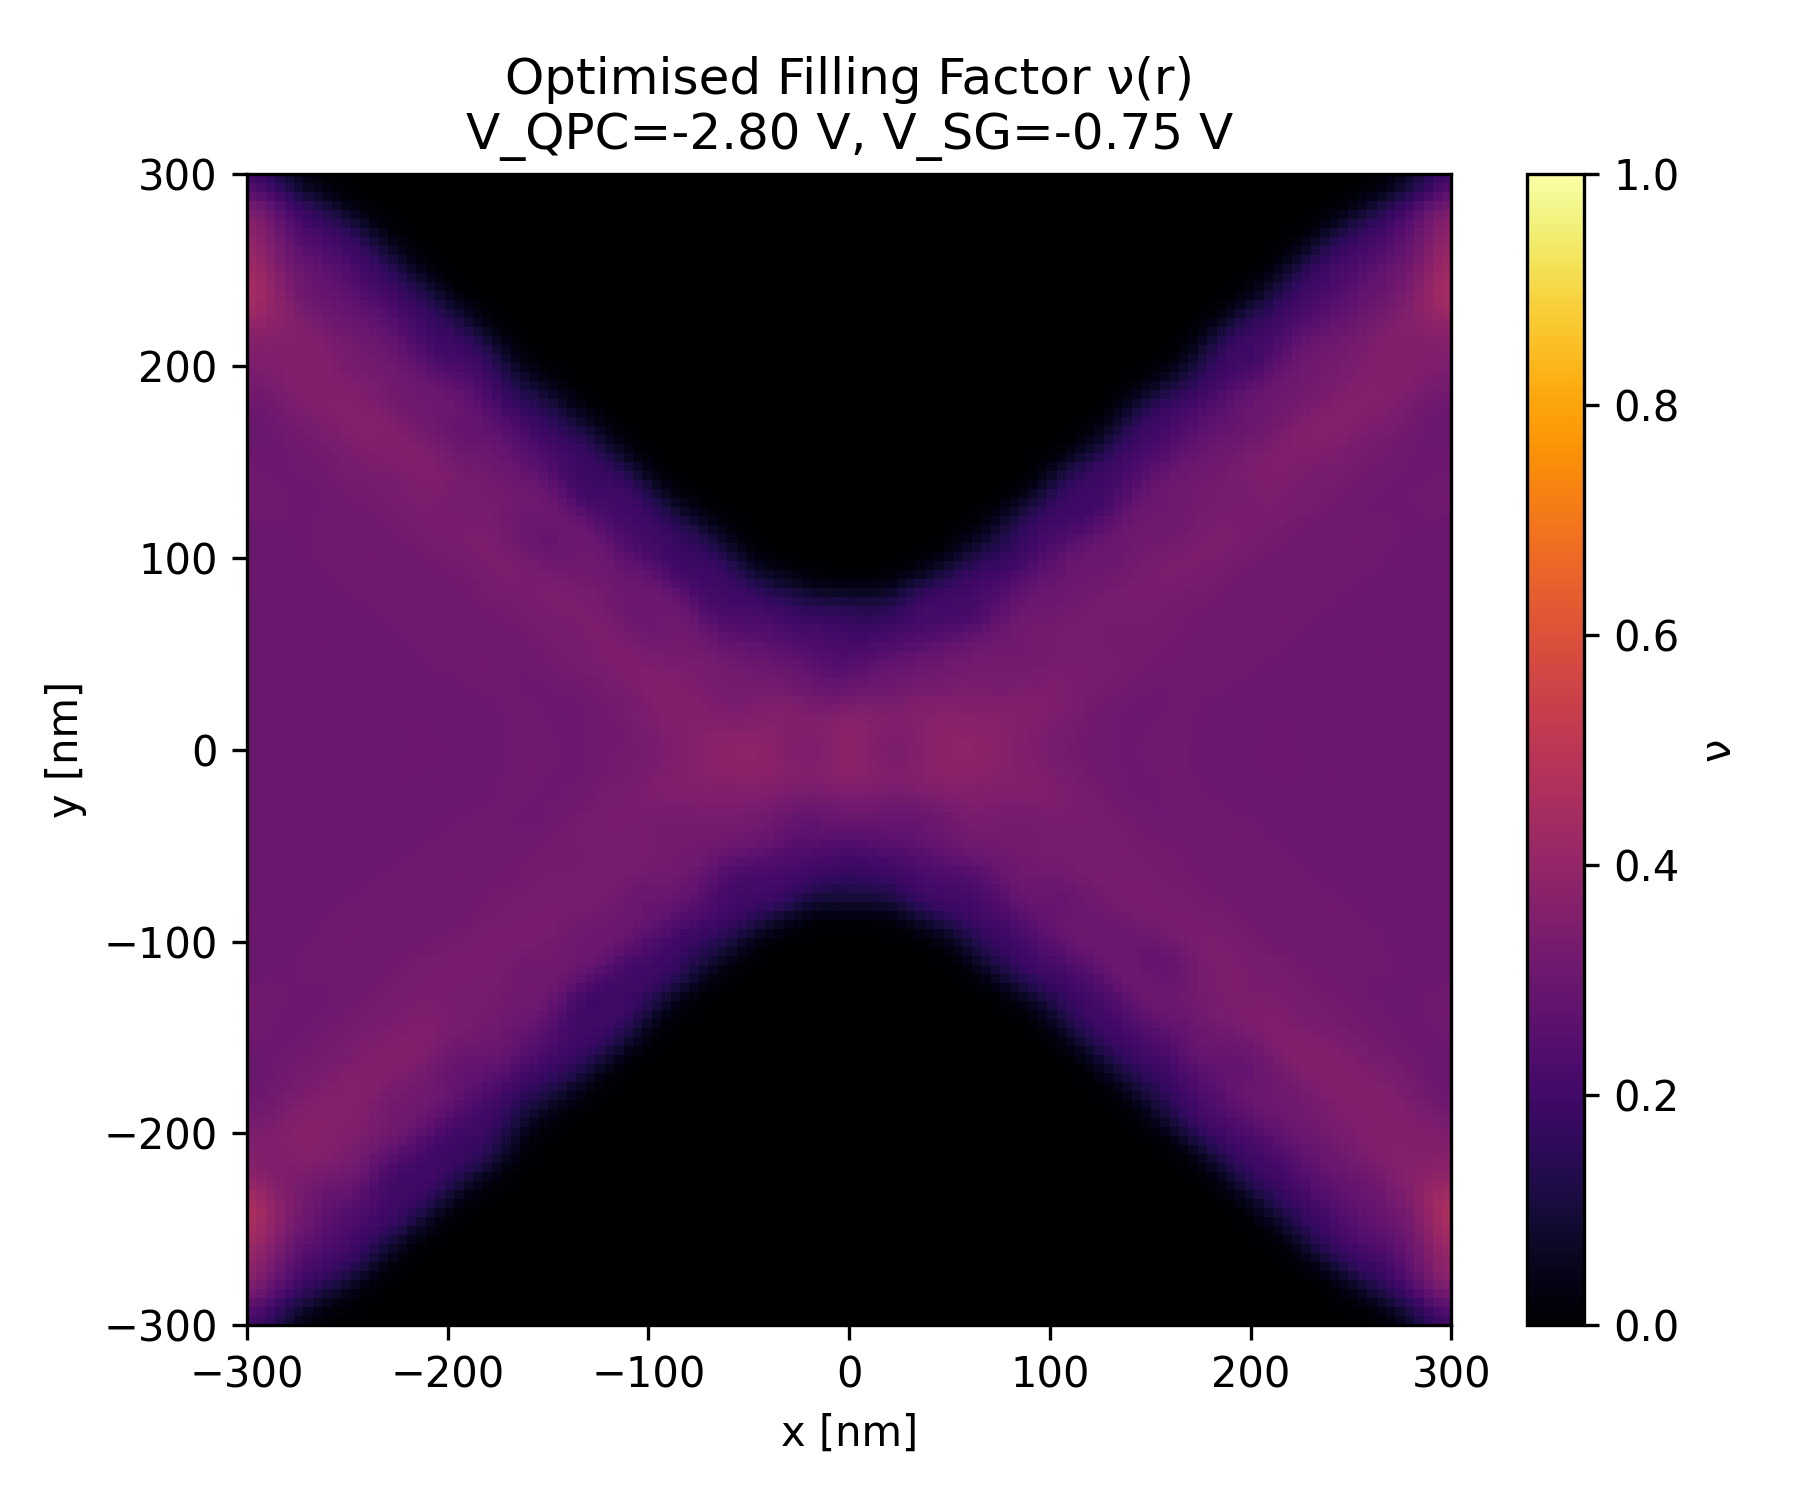 Optimised Filling Factor ν(r)
V_QPC=-2.80 V, V_SG=-0.75 V
300
200
100
0
−100
−200
−300
y [nm]
−300 −200 −100 0 100 200 300
x [nm]
1.0
0.8
0.6
0.4
0.2
0.0
ν